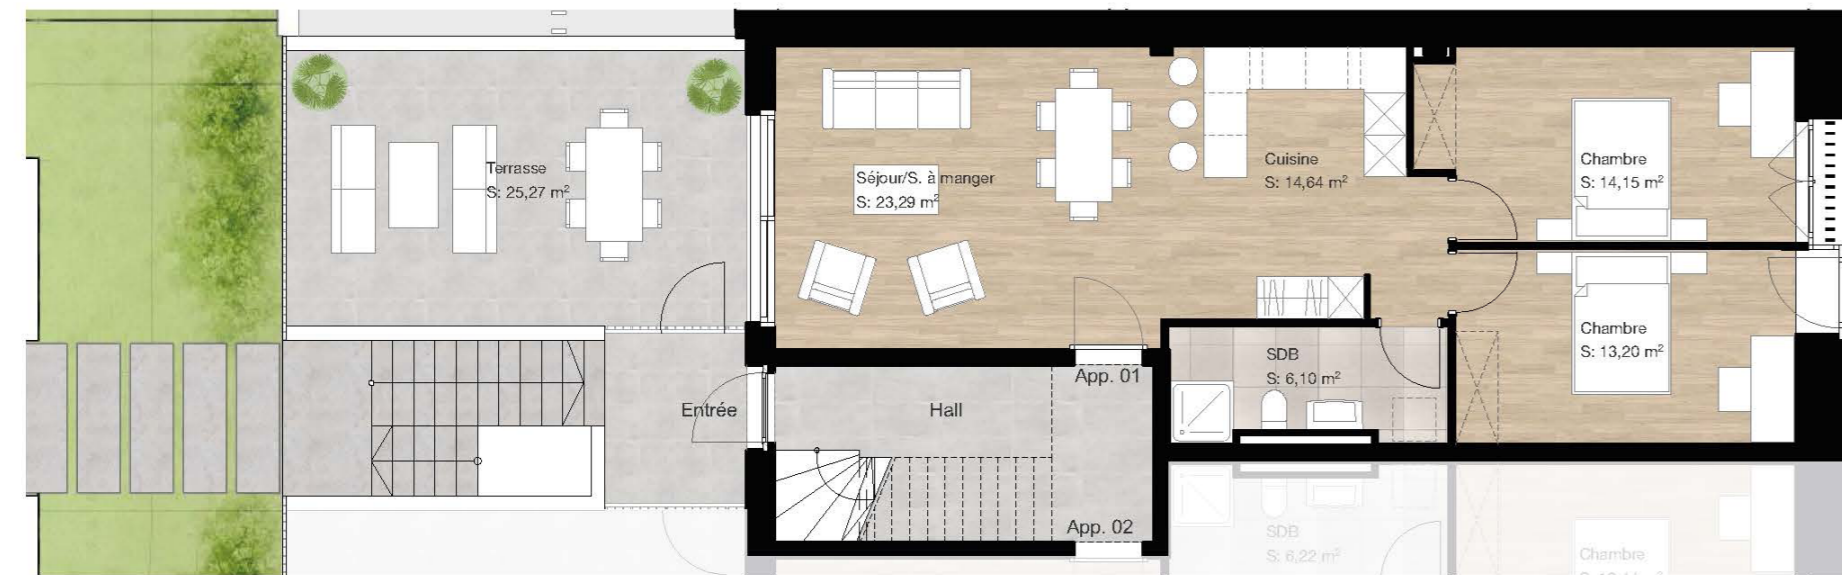 Terrasse
S: 25,27 m²
Séjour/S. à manger
S: 23,29 m²
Cuisine
S: 14,64 m²
Chambre
S: 14,15 m²
Chambre
S: 13,20 m²
SDB
S: 6,10 m²
App. 01
Entrée
Hall
App. 02
SDB
S: 6,22 m²
Chambre